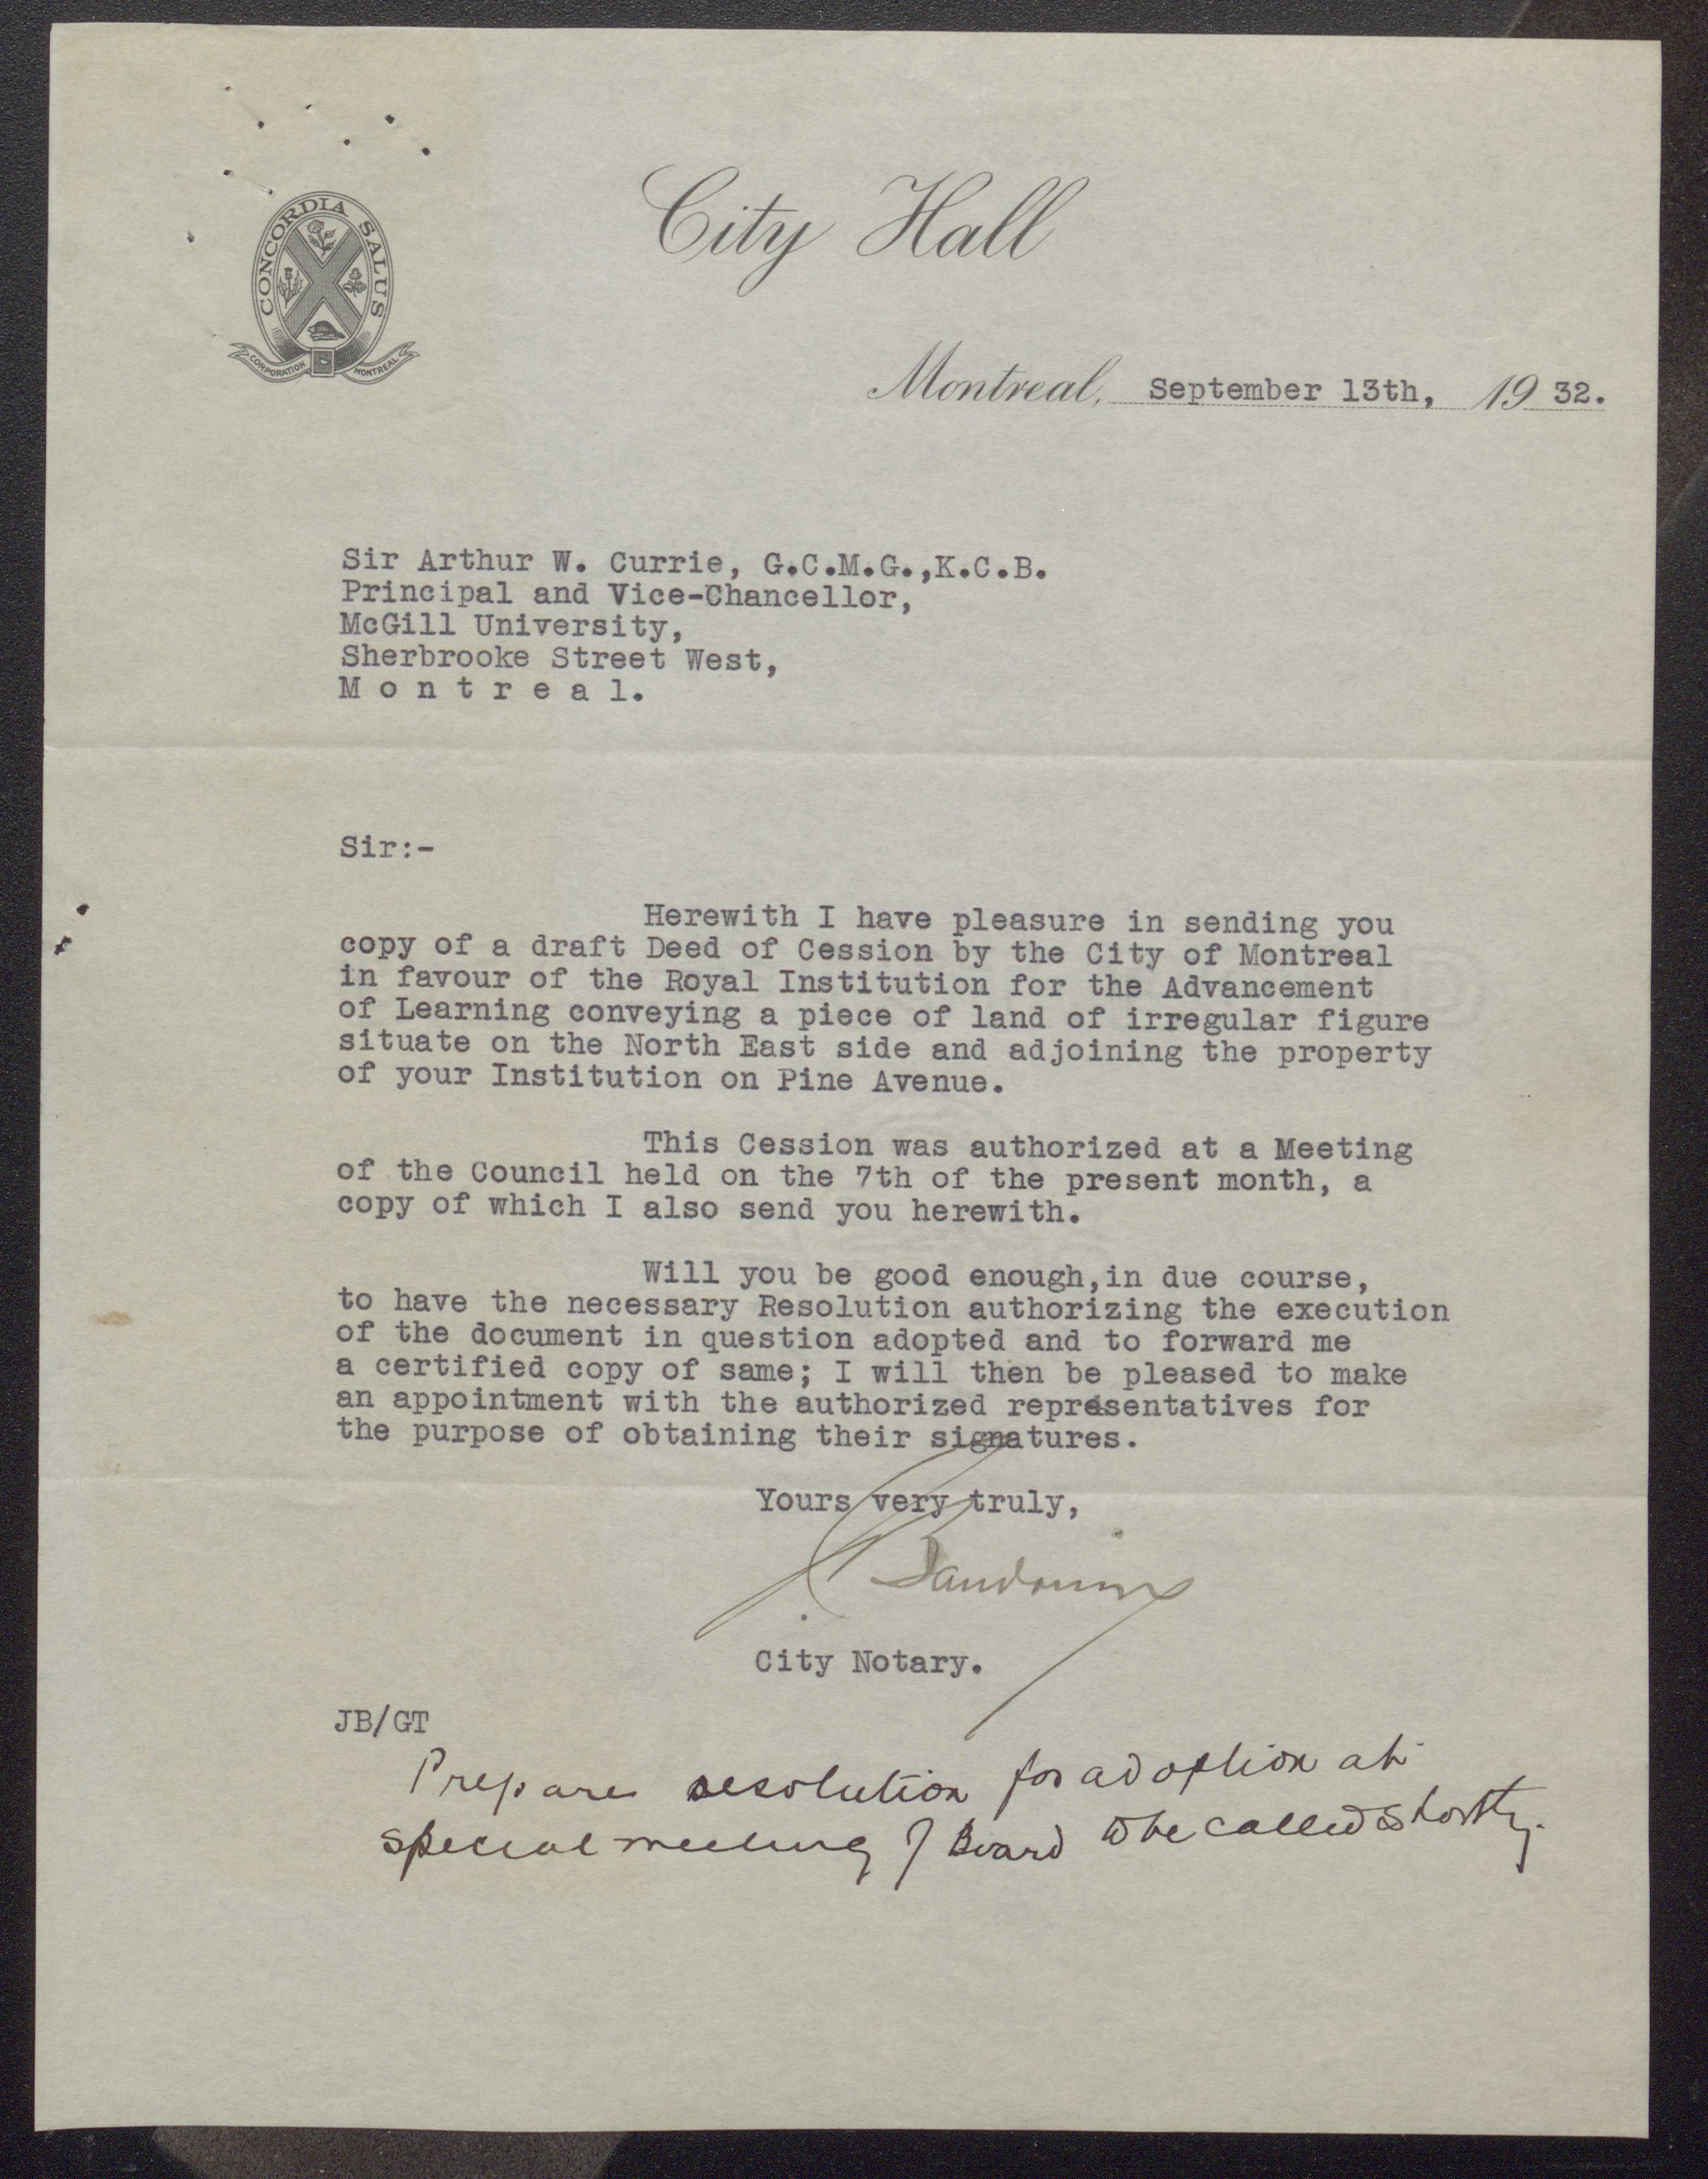 CONCORDIA SALUS
CORPORATION MONTREAL
City Hall
Montreal, September 13th, 1932.
Sir Arthur W. Currie, G.C.M.G.,K.C.B.
Principal and Vice-Chancellor,
McGill University,
Sherbrooke Street West,
M o n t r e a l.
Sir:-
Herewith I have pleasure in sending you
copy of a draft Deed of Cession by the City of Montreal
in favour of the Royal Institution for the Advancement
of Learning conveying a piece of land of irregular figure
situate on the North East side and adjoining the property
of your Institution on Pine Avenue.
This Cession was authorized at a Meeting
of the Council held on the 7th of the present month, a
copy of which I also send you herewith.
Will you be good enough,in due course,
to have the necessary Resolution authorizing the execution
of the document in question adopted and to forward me
a certified copy of same; I will then be pleased to make
an appointment with the authorized representatives for
the purpose of obtaining their signatures.
Yours very truly,
Baudouin
City Notary.
JB/GT
Prepare resolution for adoption at
special meeting of Board to be called shortly.